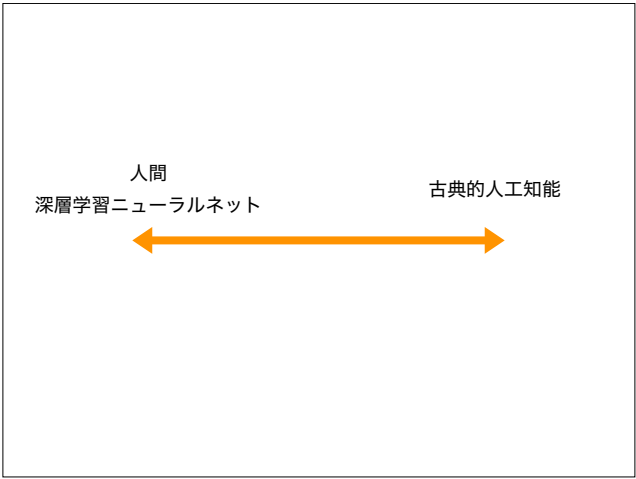 人間
深層学習ニューラルネット
古典的人工知能